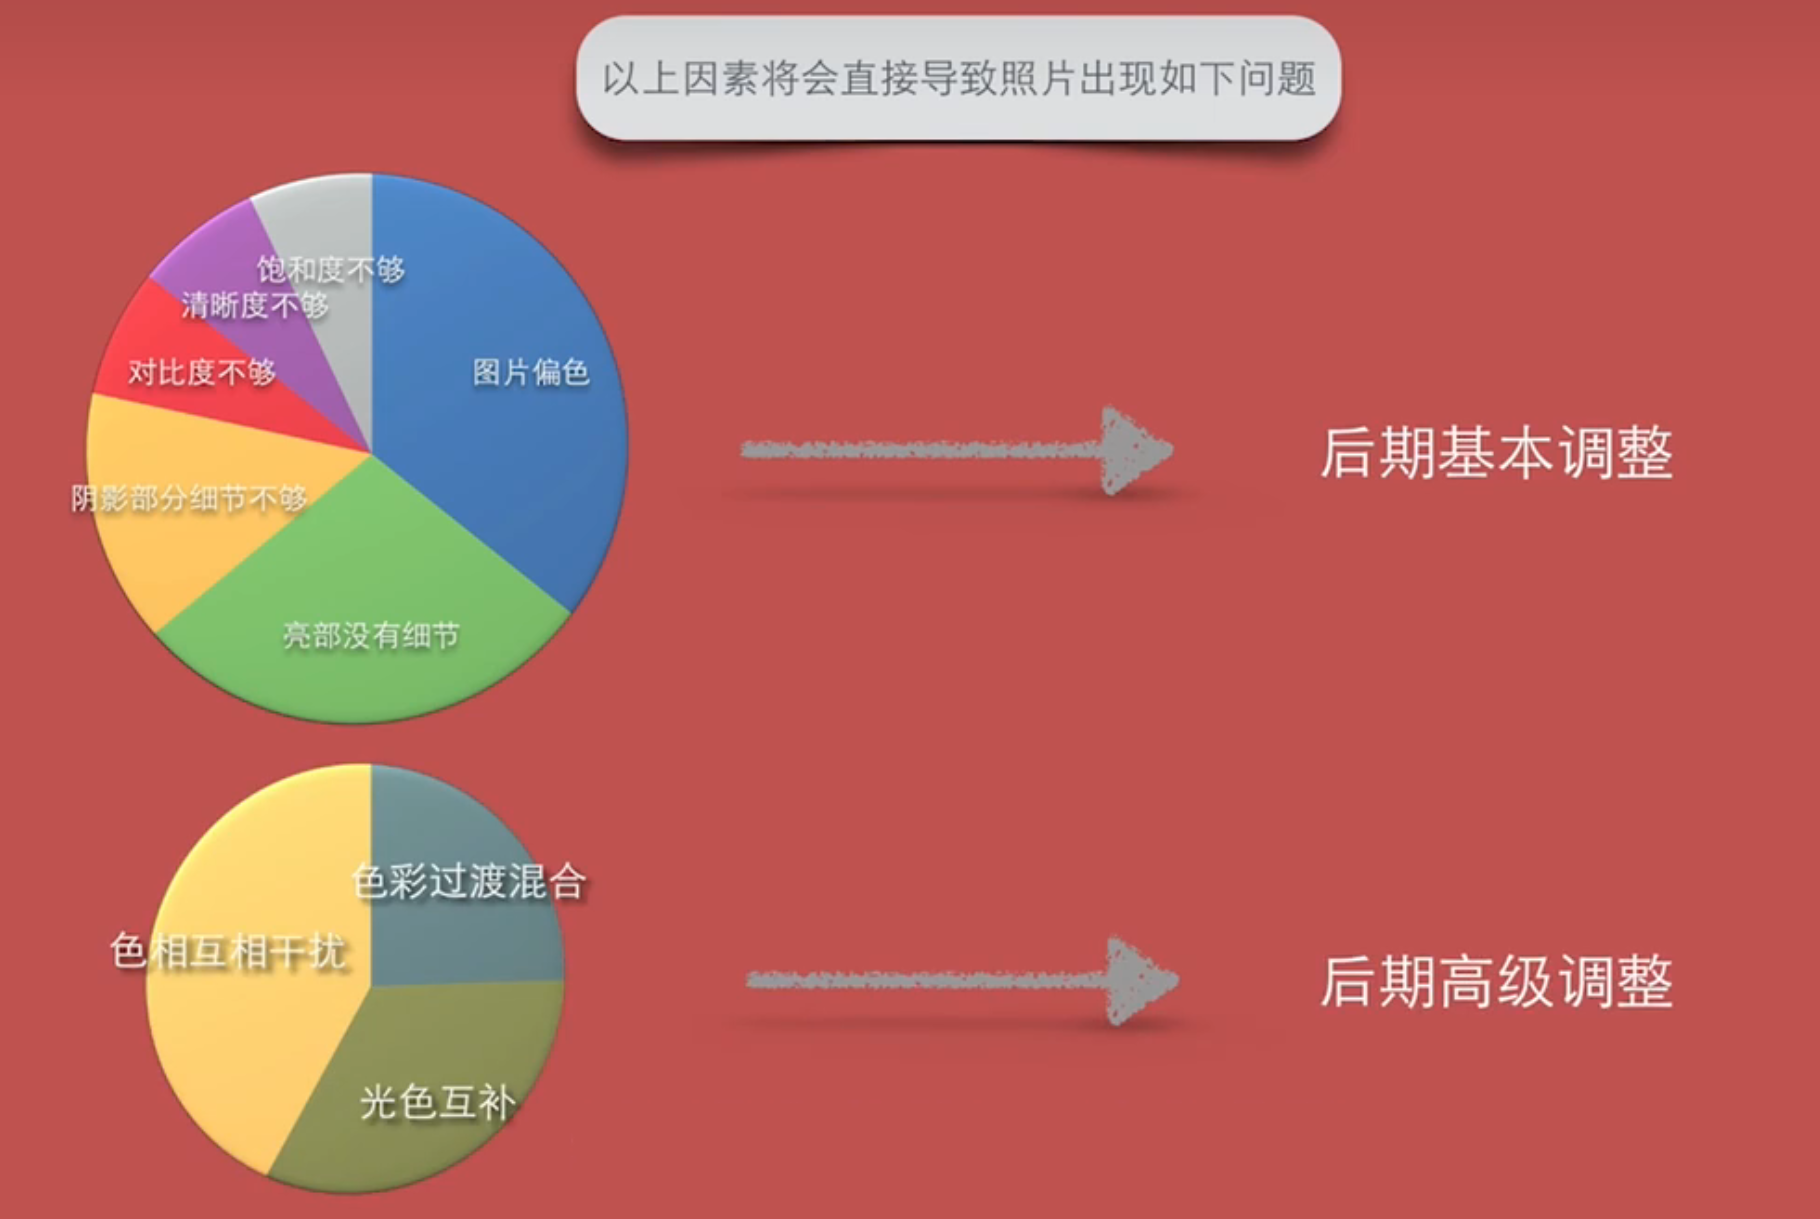 以上因素将会直接导致照片出现如下问题
饱和度不够
清晰度不够
对比度不够
图片偏色
阴影部分细节不够
亮部没有细节
后期基本调整
色彩过渡混合
色相互相干扰
光色互补
后期高级调整